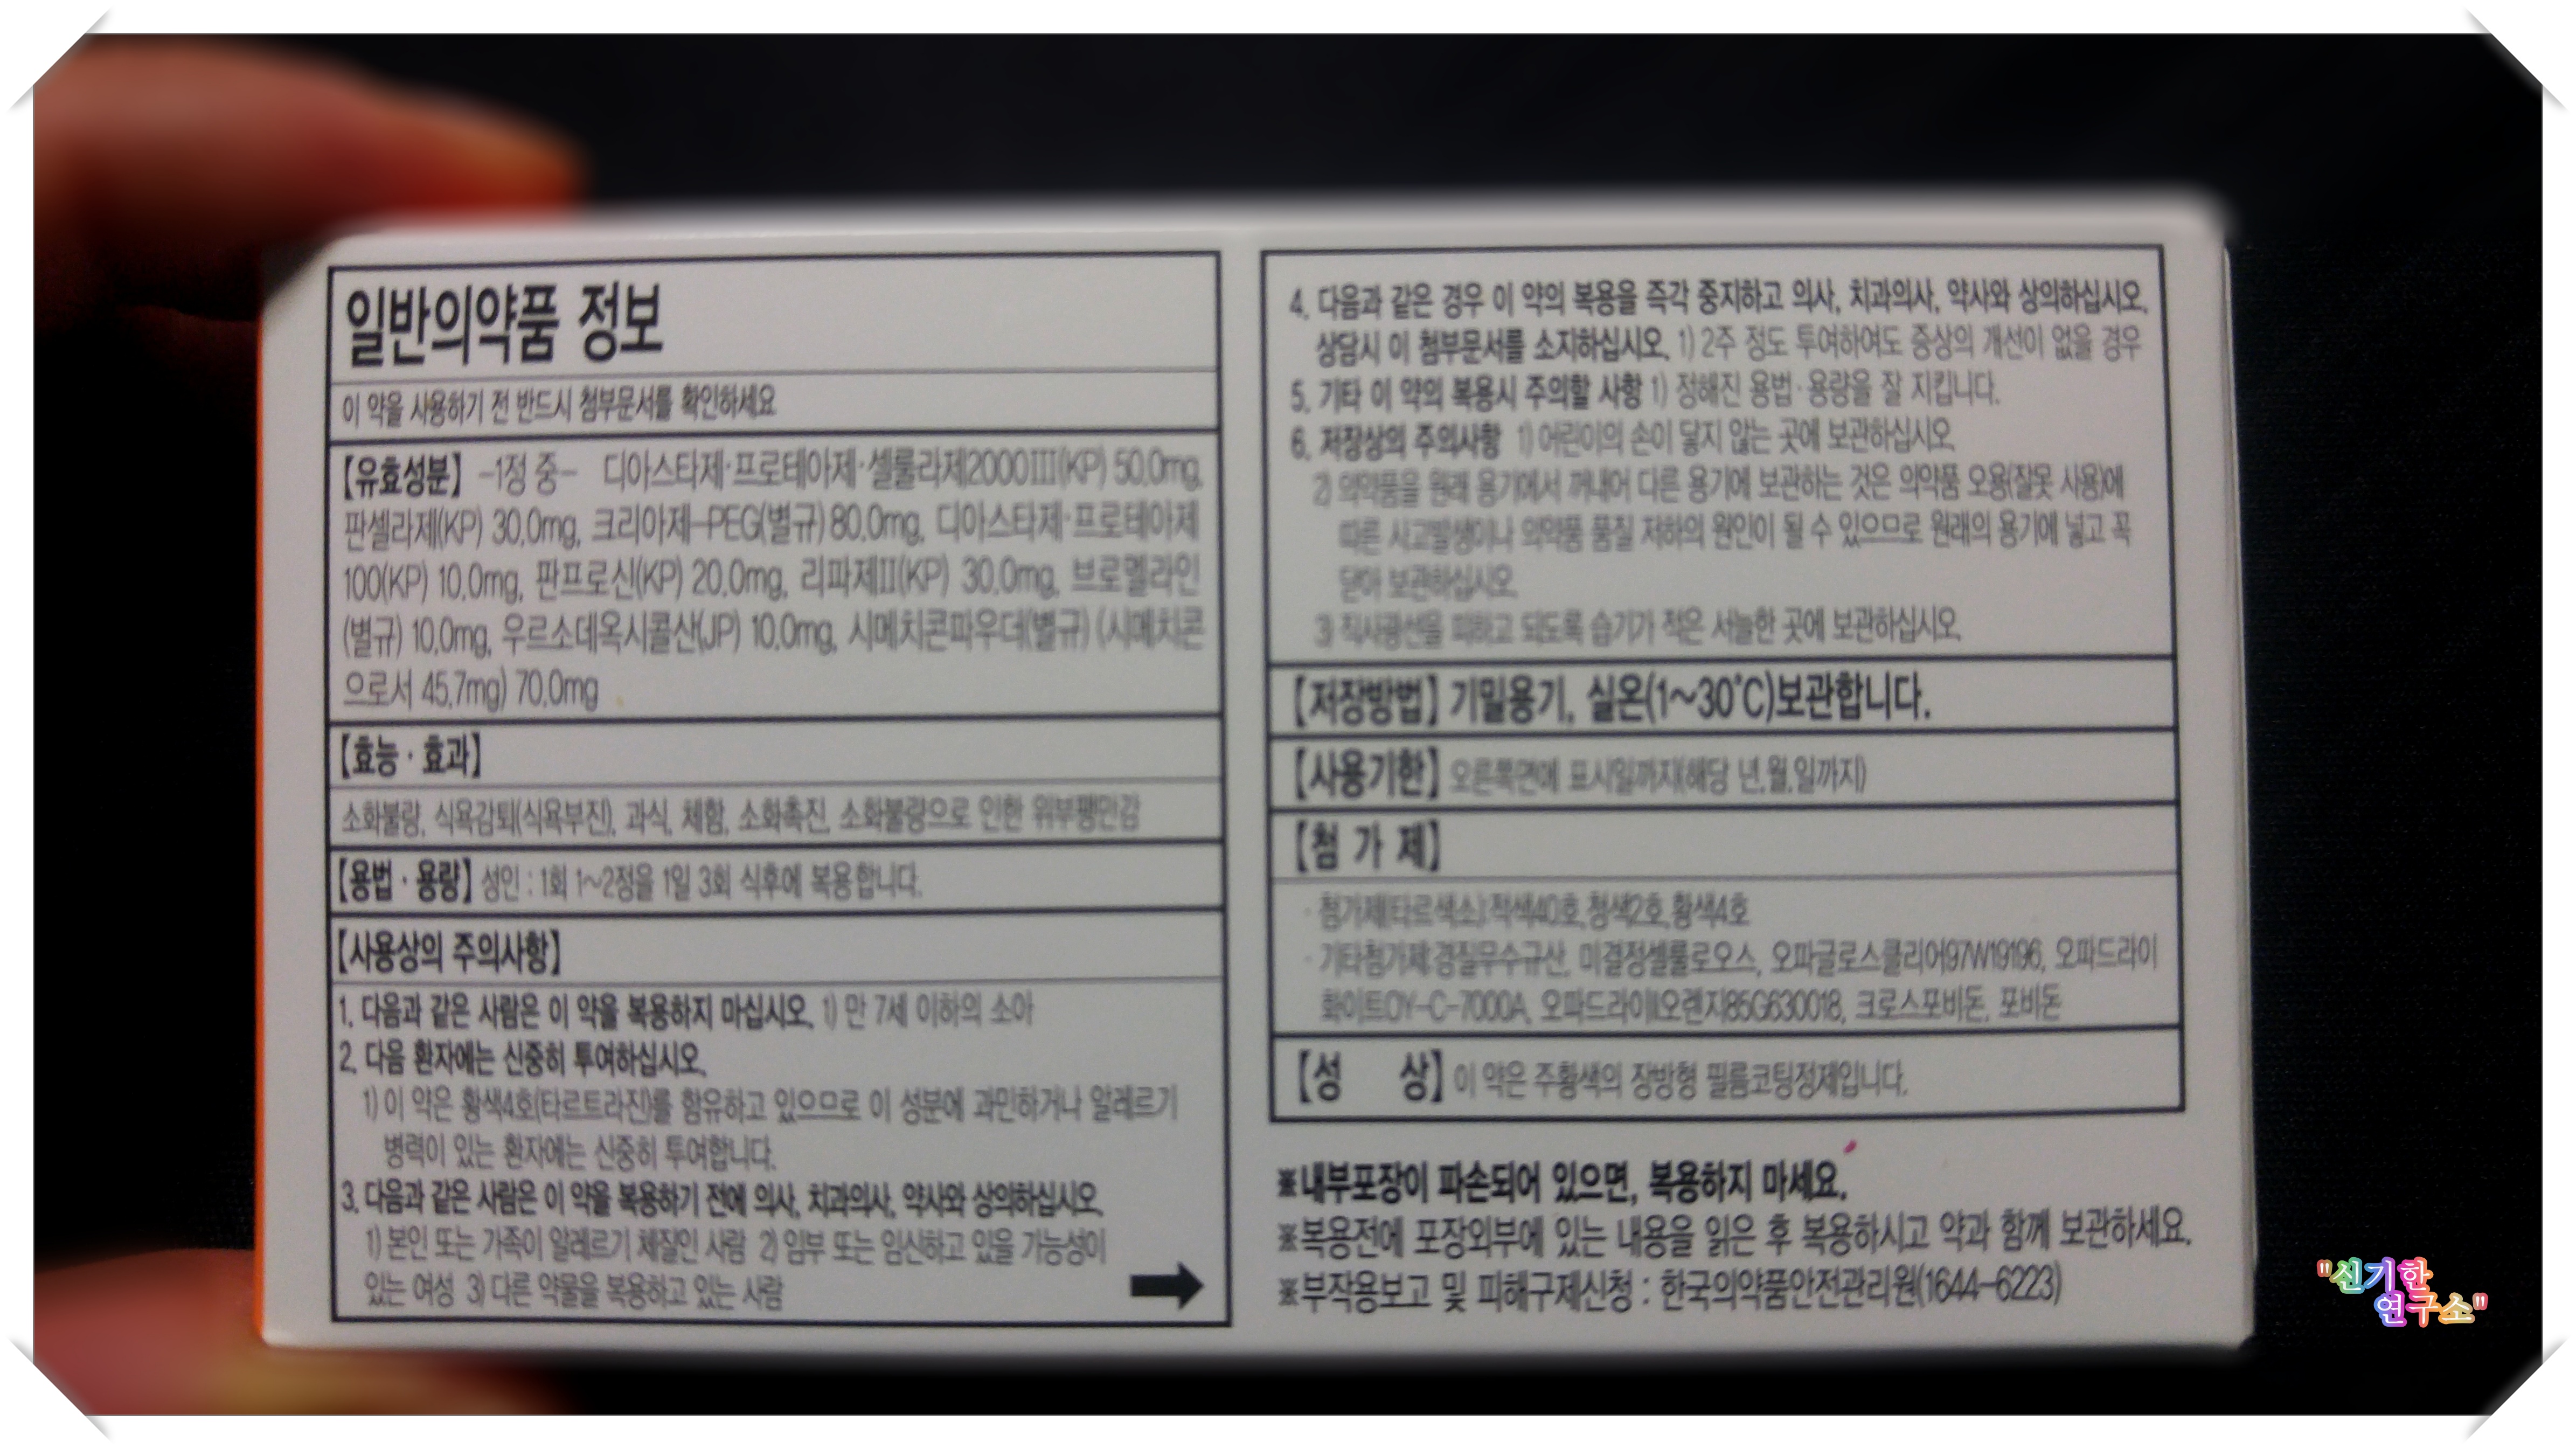 일반의약품 정보
이 약을 사용하기 전 반드시 첨부문서를 확인하세요
【유효성분】 -1정 중- 디아스타제·프로테아제·셀룰라제2000III(KP) 50.0mg,
판셀라제(KP) 30.0mg, 크리아제-PEG(별규) 80.0mg, 디아스타제·프로테아제
100(KP) 10.0mg, 판프로신(KP) 20.0mg, 리파제II(KP) 30.0mg, 브로멜라인
(별규) 10.0mg, 우르소데옥시콜산(JP) 10.0mg, 시메치콘파우더(별규) (시메치콘
으로서 45.7mg) 70.0mg
【효능·효과】
소화불량, 식욕감퇴(식욕부진), 과식, 체함, 소화촉진, 소화불량으로 인한 위부팽만감
【용법·용량】 성인 : 1회 1~2정을 1일 3회 식후에 복용합니다.
【사용상의 주의사항】
1. 다음과 같은 사람은 이 약을 복용하지 마십시오. 1) 만 7세 이하의 소아
2. 다음 환자에는 신중히 투여하십시오.
1) 이 약은 황색4호(타르트라진)를 함유하고 있으므로 이 성분에 과민하거나 알레르기
병력이 있는 환자에는 신중히 투여합니다.
3. 다음과 같은 사람은 이 약을 복용하기 전에 의사, 치과의사, 약사와 상의하십시오.
1) 본인 또는 가족이 알레르기 체질인 사람 2) 임부 또는 임신하고 있을 가능성이
있는 여성 3) 다른 약물을 복용하고 있는 사람
4. 다음과 같은 경우 이 약의 복용을 즉각 중지하고 의사, 치과의사, 약사와 상의하십시오.
상담시 이 첨부문서를 소지하십시오. 1) 2주 정도 투여하여도 증상의 개선이 없을 경우
5. 기타 이 약의 복용시 주의할 사항 1) 정해진 용법·용량을 잘 지킵니다.
6. 저장상의 주의사항 1) 어린이의 손이 닿지 않는 곳에 보관하십시오.
2) 의약품을 원래 용기에서 꺼내어 다른 용기에 보관하는 것은 의약품 오용(잘못 사용)에
따른 사고발생이나 의약품 품질 저하의 원인이 될 수 있으므로 원래의 용기에 넣고 꼭
닫아 보관하십시오.
3) 직사광선을 피하고 되도록 습기가 적은 서늘한 곳에 보관하십시오.
【저장방법】 기밀용기, 실온(1~30℃)보관합니다.
【사용기한】 오른쪽면에 표시일까지(해당 년.월.일까지)
【첨 가 제】
· 첨가제(타르색소):적색40호,청색2호,황색4호
· 기타첨가제:경질무수규산, 미결정셀룰로오스, 오파글로스클리어97W19196, 오파드라이
화이트OY-C-7000A, 오파드라이II오렌지85G630018, 크로스포비돈, 포비돈
【성 상】 이 약은 주황색의 장방형 필름코팅정제입니다.
※내부포장이 파손되어 있으면, 복용하지 마세요.
※복용전에 포장외부에 있는 내용을 읽은 후 복용하시고 약과 함께 보관하세요.
※부작용보고 및 피해구제신청 : 한국의약품안전관리원(1644-6223)
"신기한
연구소"